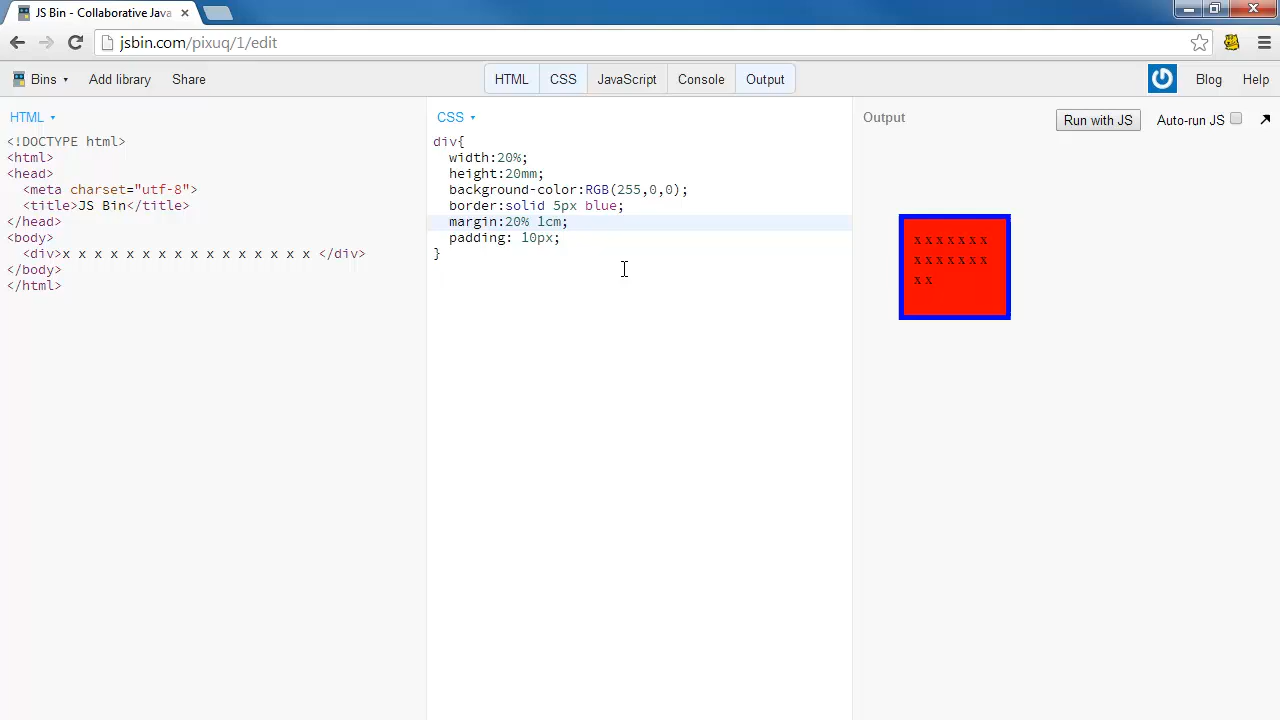 JS Bin - Collaborative Java
jsbin.com/pixuq/1/edit
Bins Add library Share HTML CSS JavaScript Console Output Blog Help
HTML
<!DOCTYPE html>
<html>
<head>
<meta charset="utf-8">
<title>JS Bin</title>
</head>
<body>
<div>x x x x x x x x x x x x x x x x </div>
</body>
</html>
CSS
div{
width:20%;
height:20mm;
background-color:RGB(255,0,0);
border:solid 5px blue;
margin:20% 1cm;
padding: 10px;
}
Output Run with JS Auto-run JS
x x x x x x x
x x x x x x x
x x